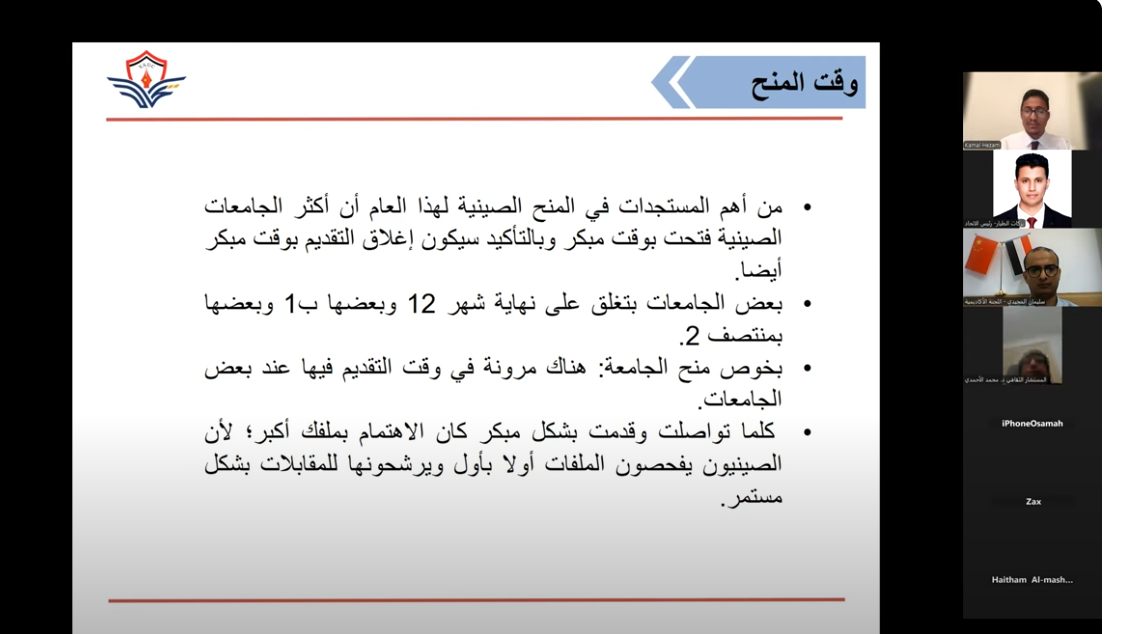 وقت المنح
من أهم المستجدات في المنح الصينية لهذا العام أن أكثر الجامعات
الصينية فتحت بوقت مبكر وبالتأكيد سيكون إغلاق التقديم بوقت مبكر
أيضا.
بعض الجامعات بتغلق على نهاية شهر 12 وبعضها ب1 وبعضها
بمنتصف 2.
بخوص منح الجامعة: هناك مرونة في وقت التقديم فيها عند بعض
الجامعات.
كلما تواصلت وقدمت بشكل مبكر كان الاهتمام بملفك أكبر؛ لأن
الصينيون يفحصون الملفات أولا بأول ويرشحونها للمقابلات بشكل
مستمر.
Kamal Hezam
رئيس الاتحاد
سليمان المجيدي - اللجنة الأكاديمية
المستشار الثقافي د. محمد الأحمدي
iPhoneOsamah
Zax
Haitham Al-mash...